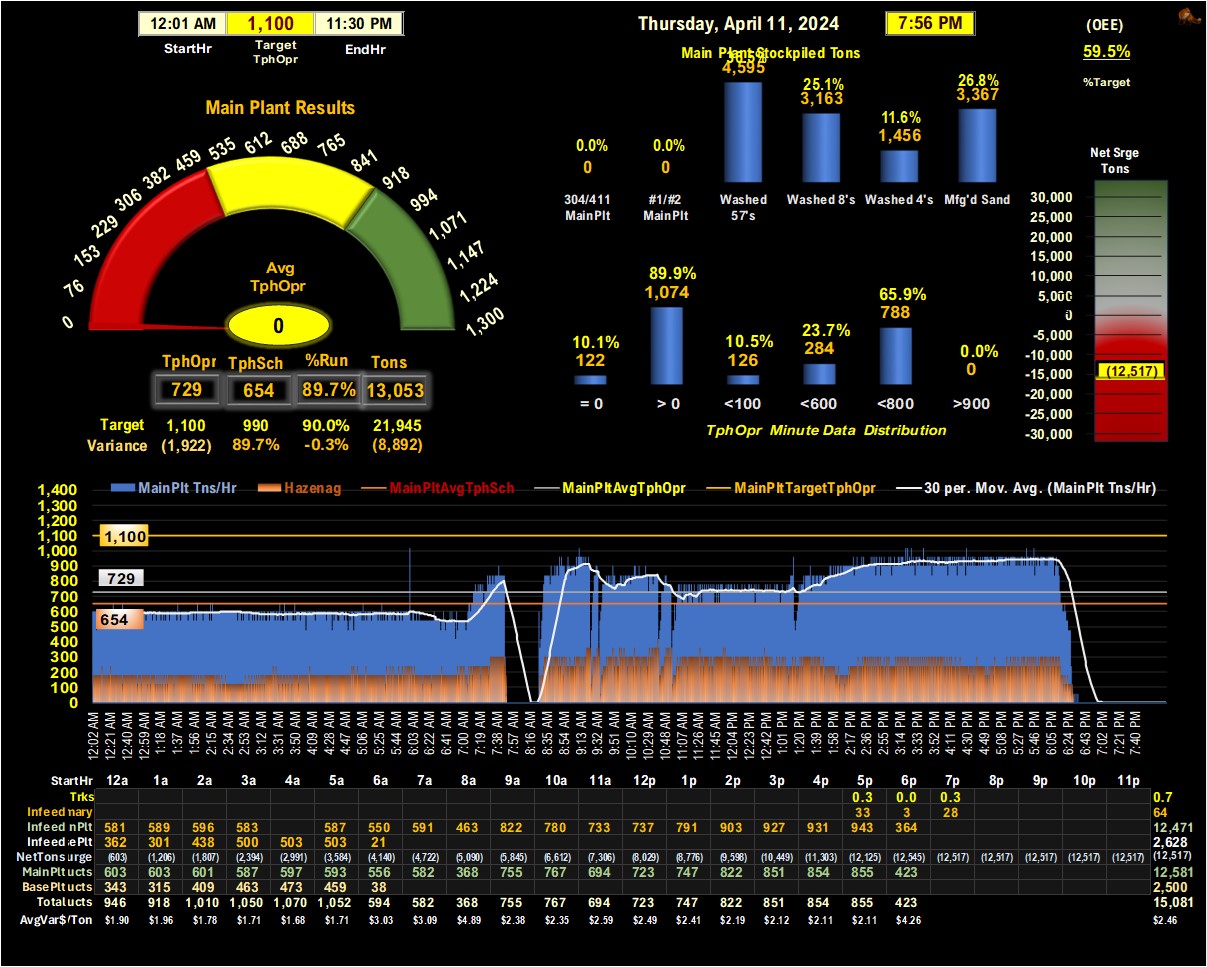 12:01 AM 1,100 11:30 PM
StartHr Target TphOpr EndHr
Thursday, April 11, 2024 7:56 PM
(OEE)
59.5%
%Target
Main Plant Stockpiled Tons
4,595 25.1% 3,163 11.6% 1,456 26.8% 3,367
0.0% 0.0%
0 0
304/411 MainPlt #1/#2 MainPlt Washed 57's Washed 8's Washed 4's Mfg'd Sand
Main Plant Results
0 76 153 229 306 382 459 535 612 688 765 841 918 994 1,071 1,147 1,224 1,300
Avg
TphOpr
0
TphOpr TphSch %Run Tons
729 654 89.7% 13,053
Target 1,100 990 90.0% 21,945
Variance (1,922) 89.7% -0.3% (8,892)
10.1% 89.9% 10.5% 23.7% 65.9% 0.0%
122 1,074 126 284 788 0
= 0 > 0 <100 <600 <800 >900
TphOpr Minute Data Distribution
Net Srge
Tons
30,000
25,000
20,000
15,000
10,000
5,000
0
-5,000
-10,000
(12,517)
-15,000
-20,000
-25,000
-30,000
MainPlt Tns/Hr Hazenag MainPltAvgTphSch MainPltAvgTphOpr MainPltTargetTphOpr 30 per. Mov. Avg. (MainPlt Tns/Hr)
1,400
1,300
1,200
1,100 1,100
1,000
900
800 729
700
600 654
500
400
300
200
100
0
12:02 AM 12:21 AM 12:40 AM 12:59 AM 1:18 AM 1:37 AM 1:56 AM 2:15 AM 2:34 AM 2:53 AM 3:12 AM 3:31 AM 3:50 AM 4:09 AM 4:28 AM 4:47 AM 5:06 AM 5:25 AM 5:44 AM 6:03 AM 6:22 AM 6:41 AM 7:00 AM 7:19 AM 7:38 AM 7:57 AM 8:16 AM 8:35 AM 8:54 AM 9:13 AM 9:32 AM 9:51 AM 10:10 AM 10:29 AM 10:48 AM 11:07 AM 11:26 AM 11:45 AM 12:04 PM 12:23 PM 12:42 PM 1:01 PM 1:20 PM 1:39 PM 1:58 PM 2:17 PM 2:36 PM 2:55 PM 3:14 PM 3:33 PM 3:52 PM 4:11 PM 4:30 PM 4:49 PM 5:08 PM 5:27 PM 5:46 PM 6:05 PM 6:24 PM 6:43 PM 7:02 PM 7:21 PM 7:40 PM
StartHr 12a 1a 2a 3a 4a 5a 6a 7a 8a 9a 10a 11a 12p 1p 2p 3p 4p 5p 6p 7p 8p 9p 10p 11p
Trks 0.3 0.0 0.3 0.7
Infeed mary 33 3 28 64
Infeed nPlt 581 589 596 583 587 550 591 463 822 780 733 737 791 903 927 931 943 364 12,471
Infeed ePlt 362 301 438 500 503 503 21 2,628
NetTons urge (603) (1,206) (1,807) (2,394) (2,991) (3,584) (4,140) (4,722) (5,090) (5,845) (6,612) (7,306) (8,029) (8,776) (9,598) (10,449) (11,303) (12,125) (12,545) (12,517) (12,517) (12,517) (12,517) (12,517) (12,517)
MainPl ucts 603 603 601 587 597 593 556 582 368 755 767 694 723 747 822 851 854 855 423 12,581
BasePl ucts 343 315 409 463 473 459 38 2,500
Total ucts 946 918 1,010 1,050 1,070 1,052 594 582 368 755 767 694 723 747 822 851 854 855 423 15,081
AvgVar$/Ton $1.90 $1.96 $1.78 $1.71 $1.68 $1.71 $3.03 $3.09 $4.89 $2.38 $2.35 $2.59 $2.49 $2.41 $2.19 $2.12 $2.11 $2.11 $4.26 $2.46